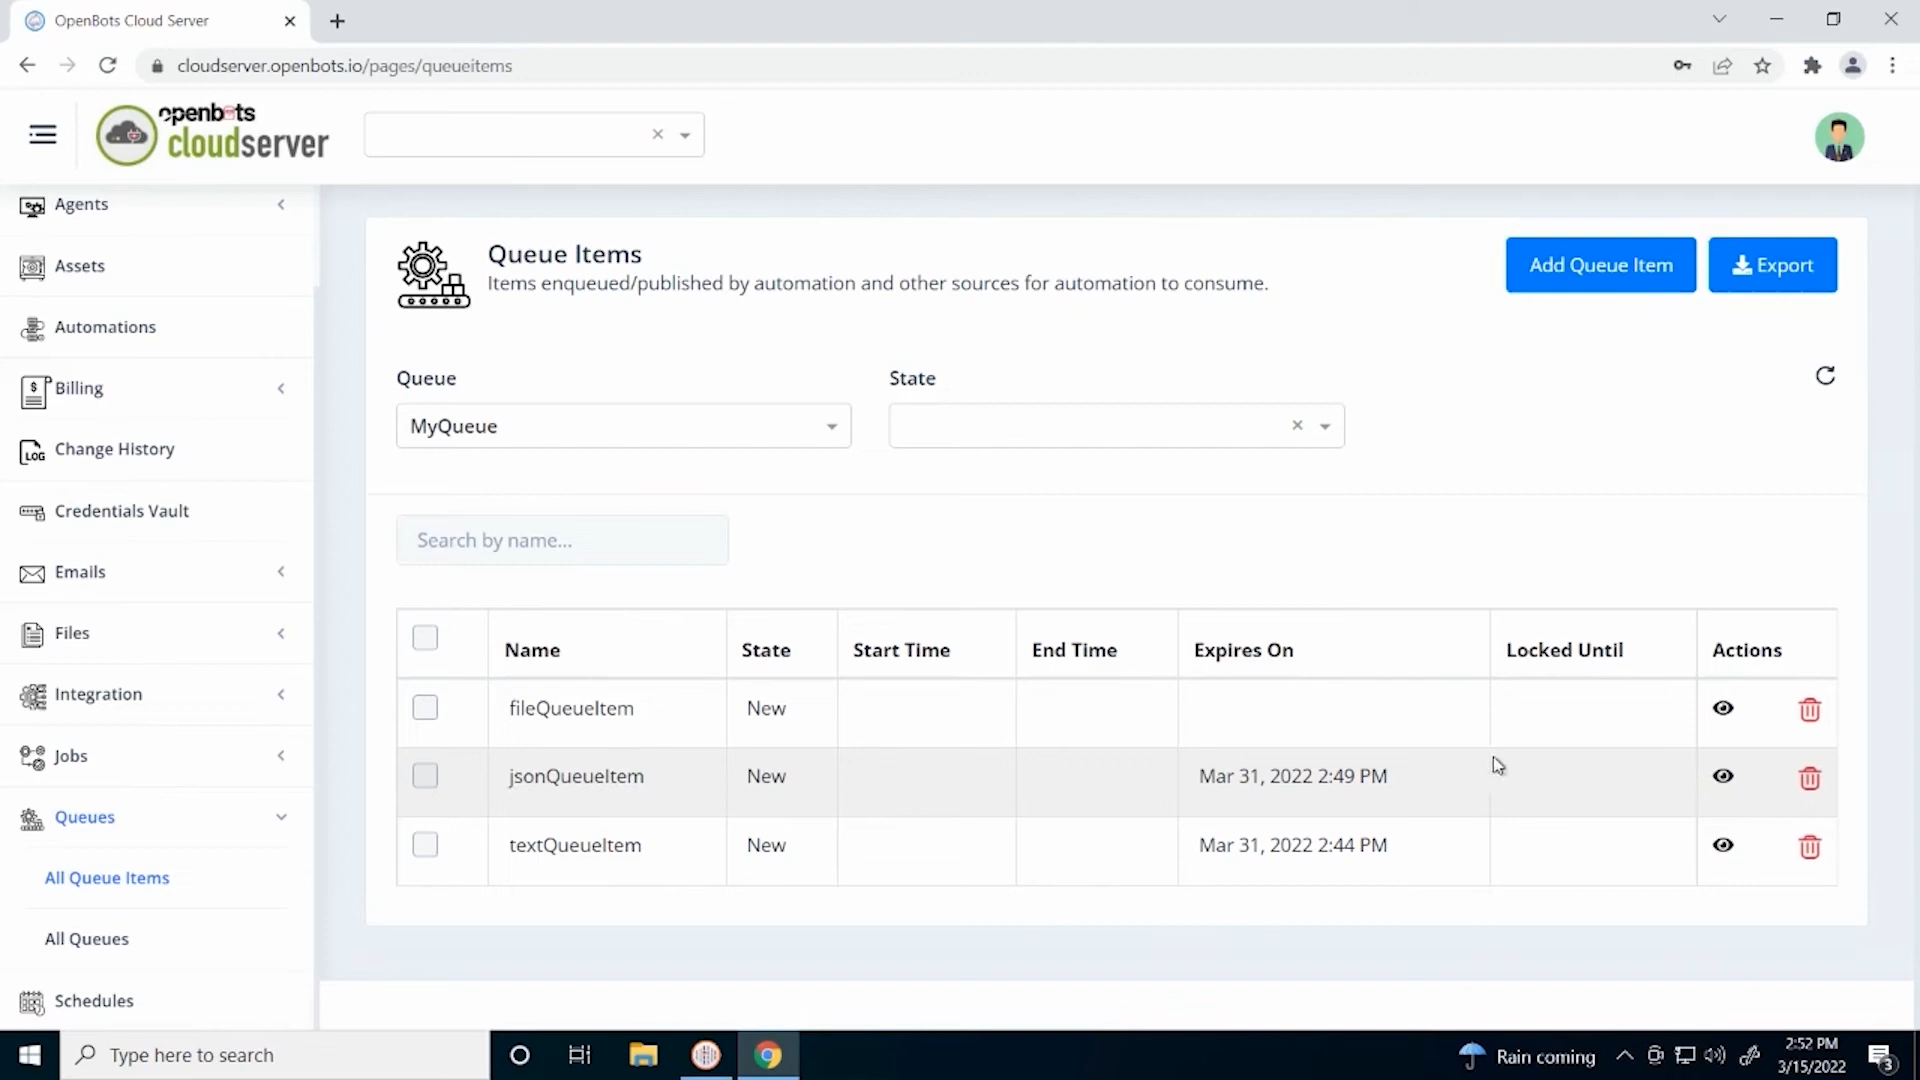 OpenBots Cloud Server
cloudserver.openbots.io/pages/queueitems
openbots
cloudserver
Agents
Assets
Automations
Billing
Change History
LOG
Credentials Vault
Emails
Files
Integration
Jobs
Queues
All Queue Items
All Queues
Schedules
Queue Items
Items enqueued/published by automation and other sources for automation to consume.
Add Queue Item
Export
Queue
State
MyQueue
Search by name...
Name State Start Time End Time Expires On Locked Until Actions
fileQueueItem New
jsonQueueItem New Mar 31, 2022 2:49 PM
textQueueItem New Mar 31, 2022 2:44 PM
Type here to search
Rain coming
2:52 PM
3/15/2022
3